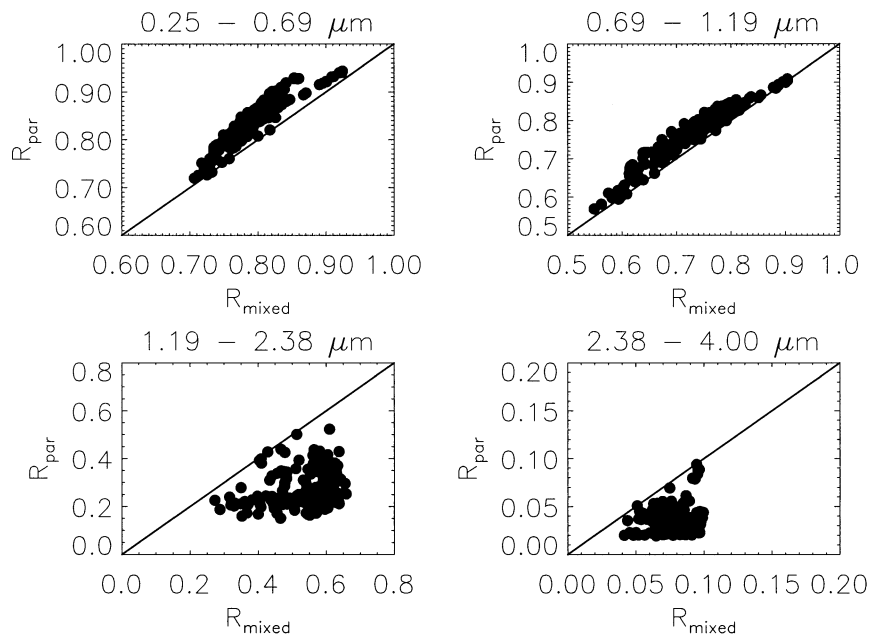 0.25 − 0.69 μm
1.00
0.90
0.80
0.70
0.60
R_par
0.60 0.70 0.80 0.90 1.00
R_mixed
0.69 − 1.19 μm
1.0
0.9
0.8
0.7
0.6
0.5
R_par
0.5 0.6 0.7 0.8 0.9 1.0
R_mixed
1.19 − 2.38 μm
0.8
0.6
0.4
0.2
0.0
R_par
0.0 0.2 0.4 0.6 0.8
R_mixed
2.38 − 4.00 μm
0.20
0.15
0.10
0.05
0.00
R_par
0.00 0.05 0.10 0.15 0.20
R_mixed